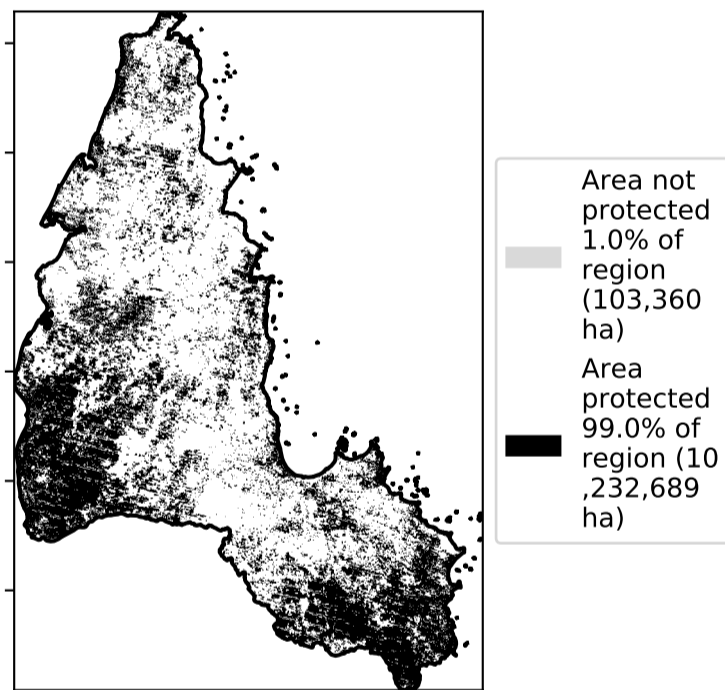 Area not
protected
1.0% of
region
(103,360
ha)
Area
protected
99.0% of
region (10
,232,689
ha)